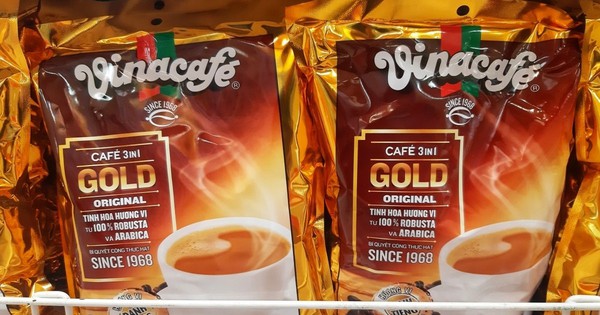 Vinacafé®
SINCE 1968
CAFÉ 3IN1
GOLD
ORIGINAL
TINH HOA HƯƠNG VỊ
TỪ 100% ROBUSTA
VÀ ARABICA
BÍ QUYẾT CÔNG THỨC HẠT
SINCE 1968
Vinacafé®
SINCE 1968
CAFÉ 3IN1
GOLD
ORIGINAL
TINH HOA HƯƠNG VỊ
TỪ 100% ROBUSTA
VÀ ARABICA
BÍ QUYẾT CÔNG THỨC HẠT
SINCE 1968